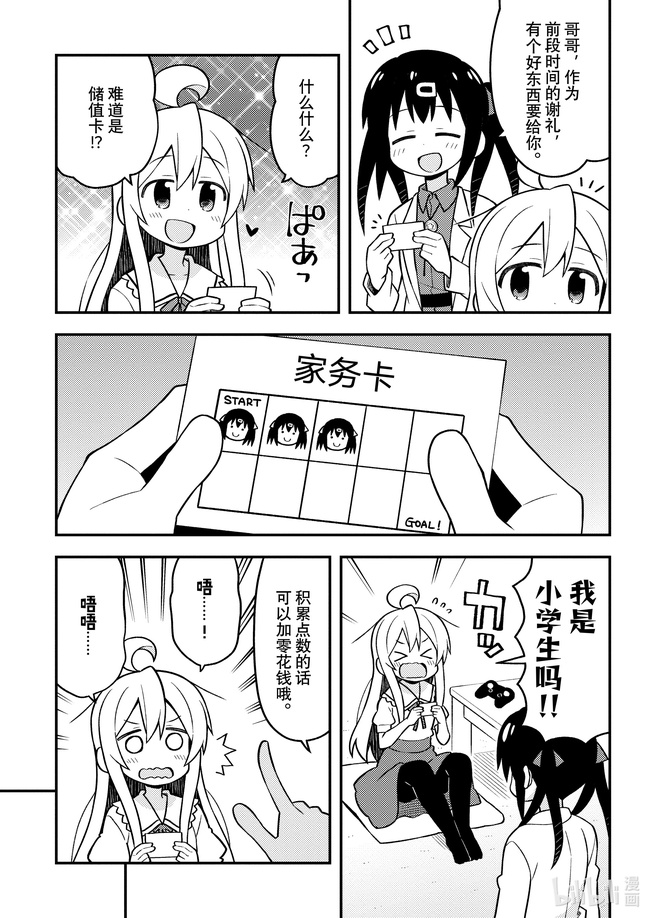 哥哥，作为
前段时间的谢礼，
有个好东西要给你。
什么什么？
难道是
储值卡!?
ぱあっ
家务卡
START
GOAL!
我是
小学生吗!!
ガッ
积累点数的话
可以加零花钱哦。
唔……！
唔唔……
bilibili
漫画